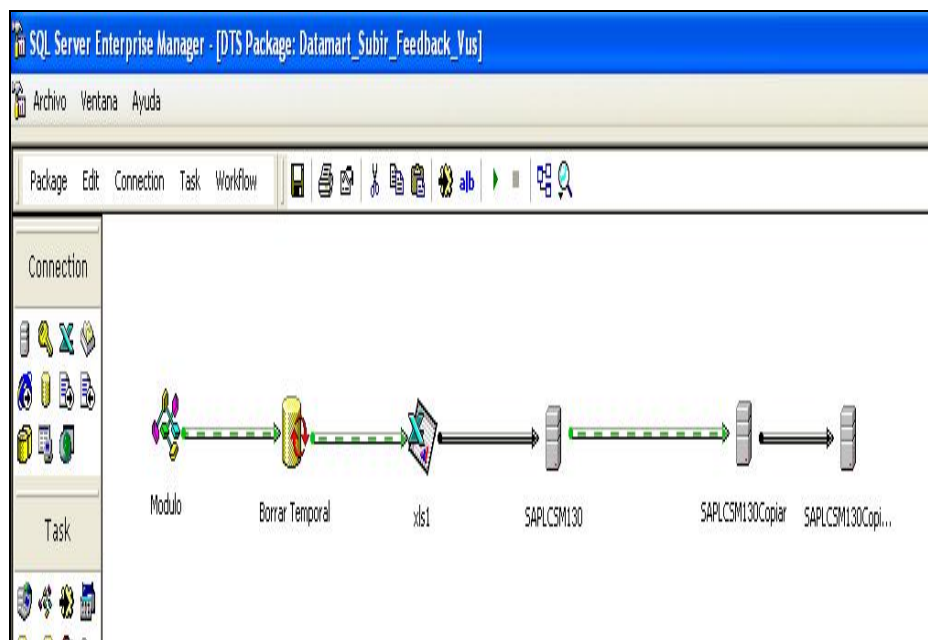 SQL Server Enterprise Manager - [DTS Package: Datamart_Subir_Feedback_Vus]
Archivo Ventana Ayuda
Package Edit Connection Task Workflow
a|b
Connection
Modulo
Borrar Temporal
xls1
SAPLCSM130
SAPLCSM130Copiar
SAPLCSM130Copi...
Task